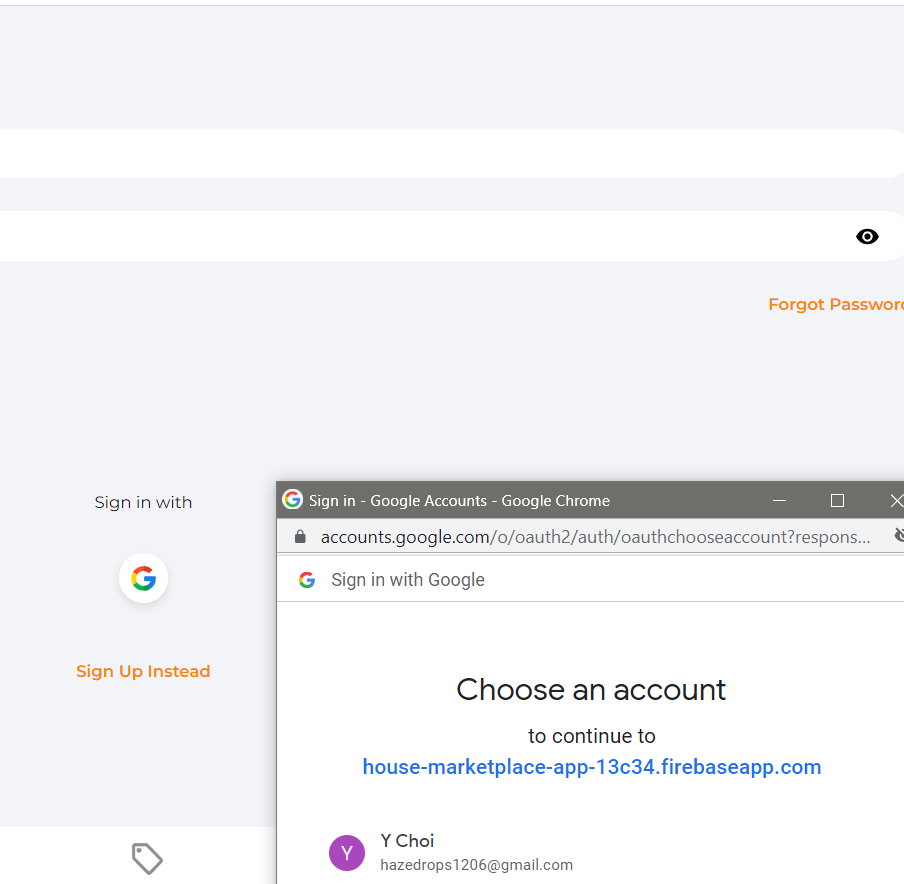 Forgot Password
Sign in with
Sign Up Instead
Sign in - Google Accounts - Google Chrome
accounts.google.com/o/oauth2/auth/oauthchooseaccount?respons...
Sign in with Google
Choose an account
to continue to
house-marketplace-app-13c34.firebaseapp.com
Y
Y Choi
hazedrops1206@gmail.com